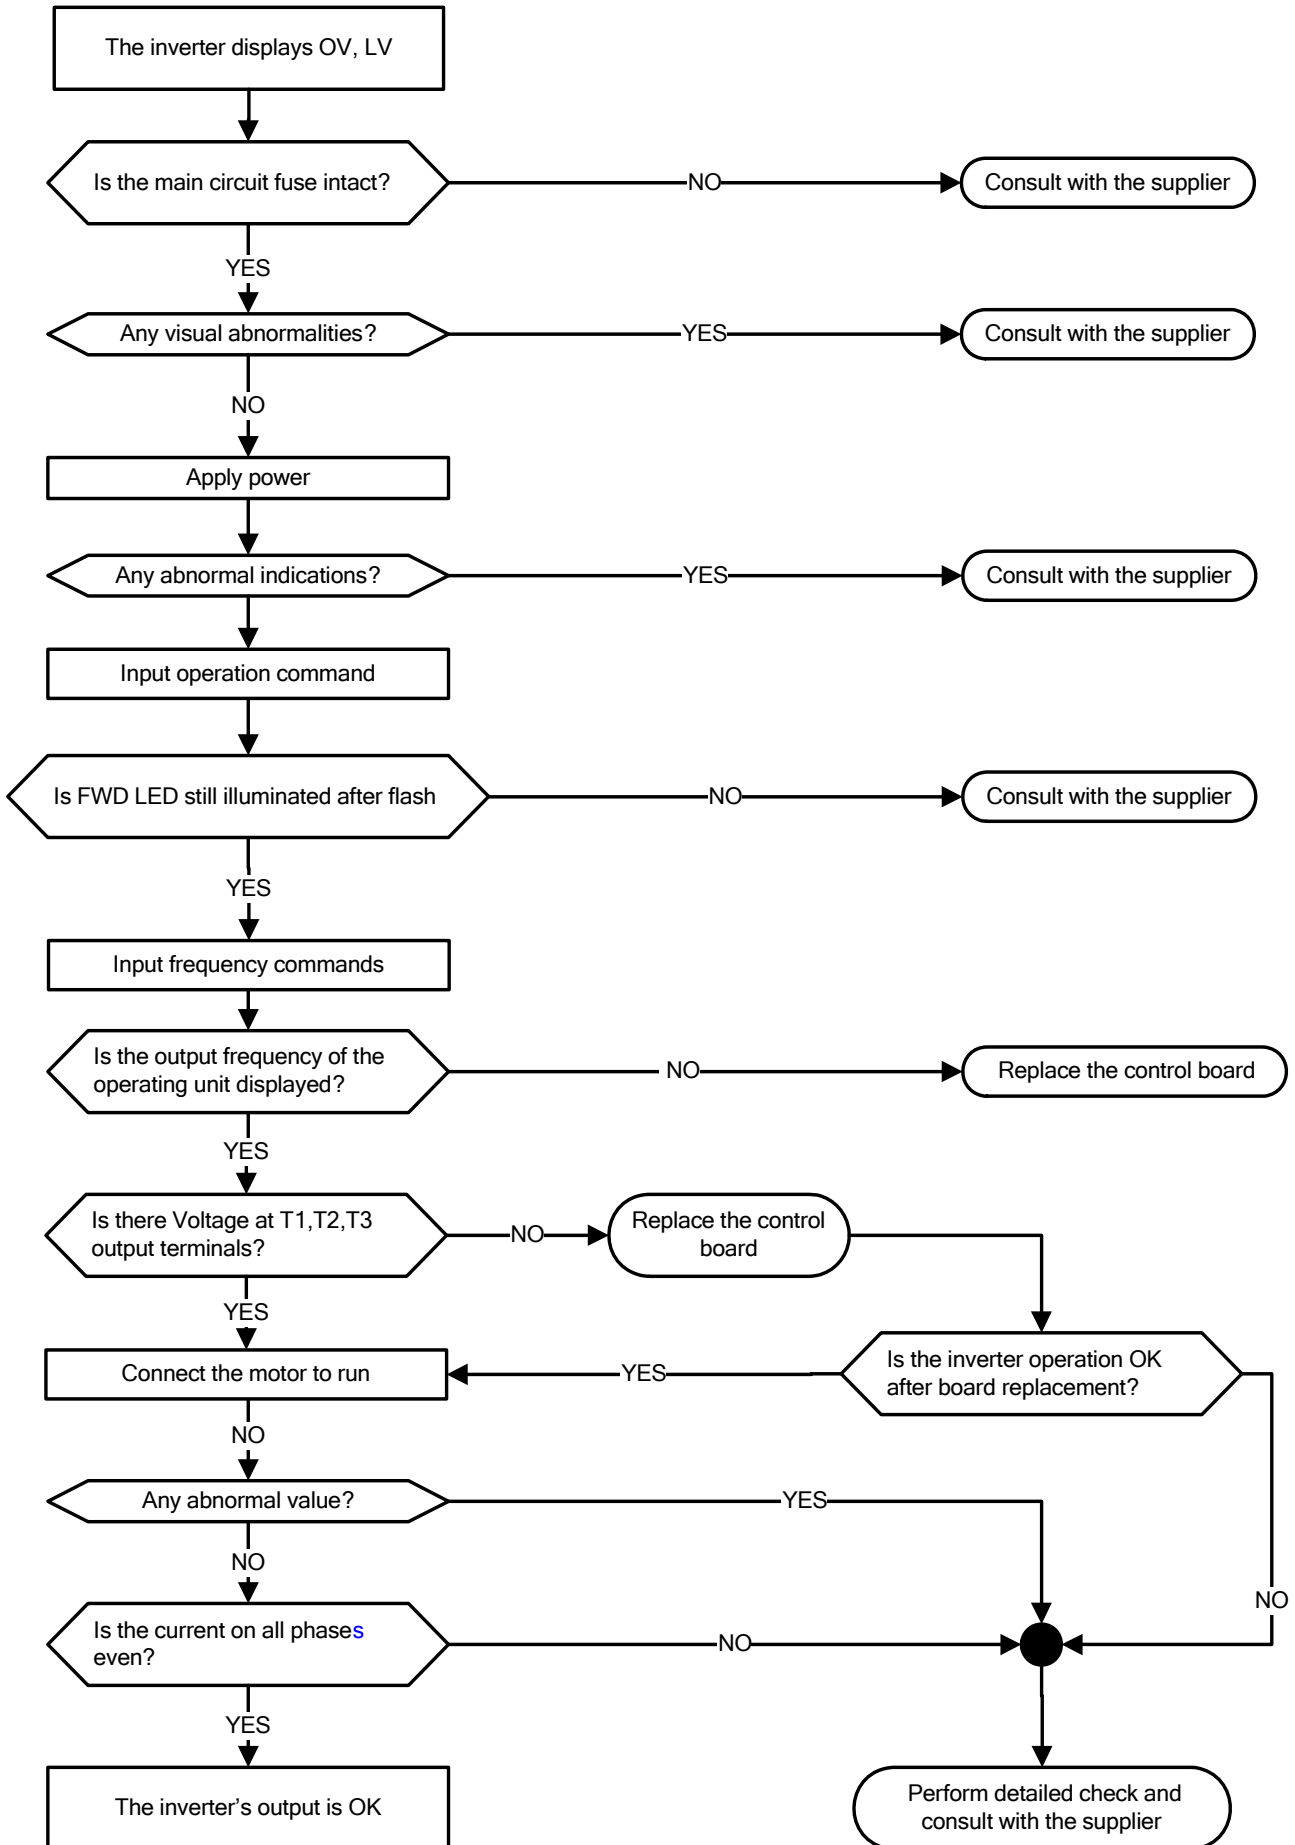 The inverter displays OV, LV
Is the main circuit fuse intact?
NO
Consult with the supplier
YES
Any visual abnormalities?
YES
Consult with the supplier
NO
Apply power
Any abnormal indications?
YES
Consult with the supplier
Input operation command
Is FWD LED still illuminated after flash
NO
Consult with the supplier
YES
Input frequency commands
Is the output frequency of the
operating unit displayed?
NO
Replace the control board
YES
Is there Voltage at T1,T2,T3
output terminals?
NO
Replace the control
board
YES
Connect the motor to run
YES
Is the inverter operation OK
after board replacement?
NO
Any abnormal value?
YES
NO
NO
Is the current on all phases
even?
NO
YES
The inverter's output is OK
Perform detailed check and
consult with the supplier